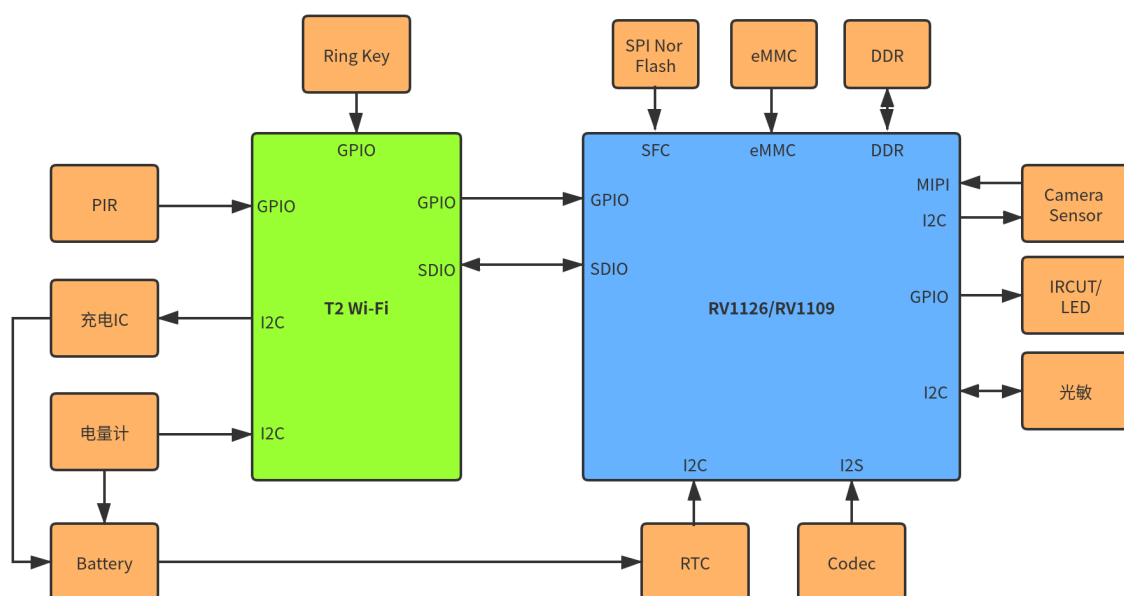 Ring Key
SPI Nor
Flash
eMMC
DDR
GPIO
SFC
eMMC
DDR
PIR
GPIO
GPIO
GPIO
MIPI
I2C
Camera
Sensor
SDIO
SDIO
充电IC
I2C
T2 Wi-Fi
RV1126/RV1109
GPIO
IRCUT/
LED
I2C
光敏
电量计
I2C
I2C
I2S
Battery
RTC
Codec